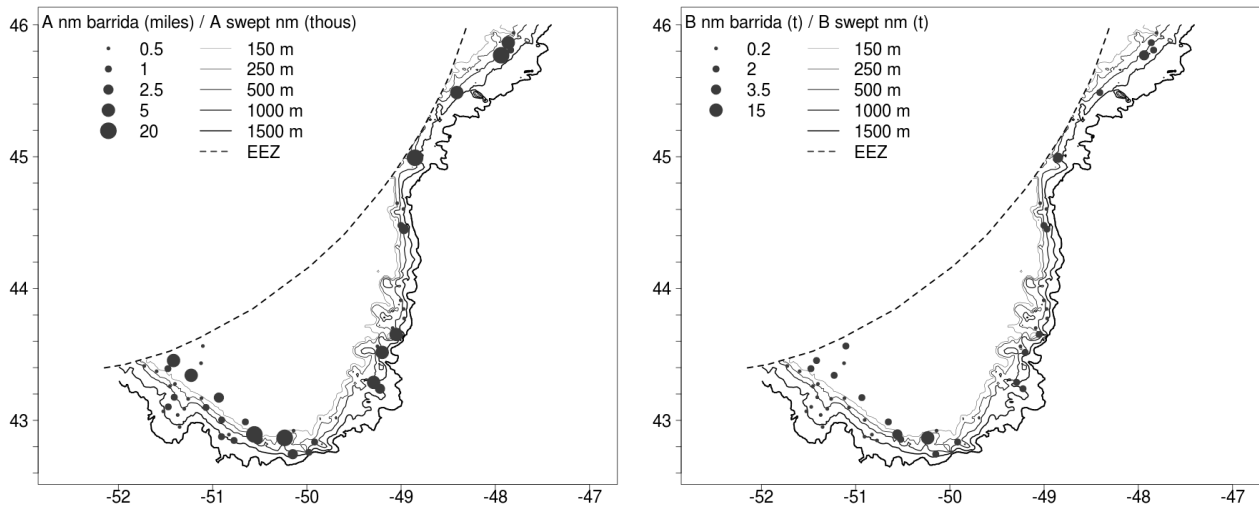 A nm barrida (miles) / A swept nm (thous)
0.5 150 m
1 250 m
2.5 500 m
5 1000 m
20 1500 m
EEZ
46
45
44
43
-52 -51 -50 -49 -48 -47
B nm barrida (t) / B swept nm (t)
0.2 150 m
2 250 m
3.5 500 m
15 1000 m
1500 m
EEZ
46
45
44
43
-52 -51 -50 -49 -48 -47